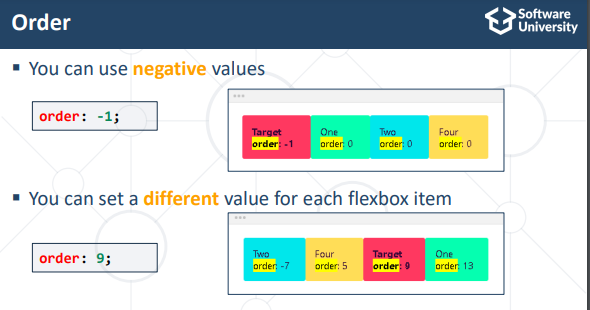 Order
Software
University
▪ You can use negative values
order: -1;
Target
order: -1
One
order: 0
Two
order: 0
Four
order: 0
▪ You can set a different value for each flexbox item
order: 9;
Two
order: -7
Four
order: 5
Target
order: 9
One
order: 13